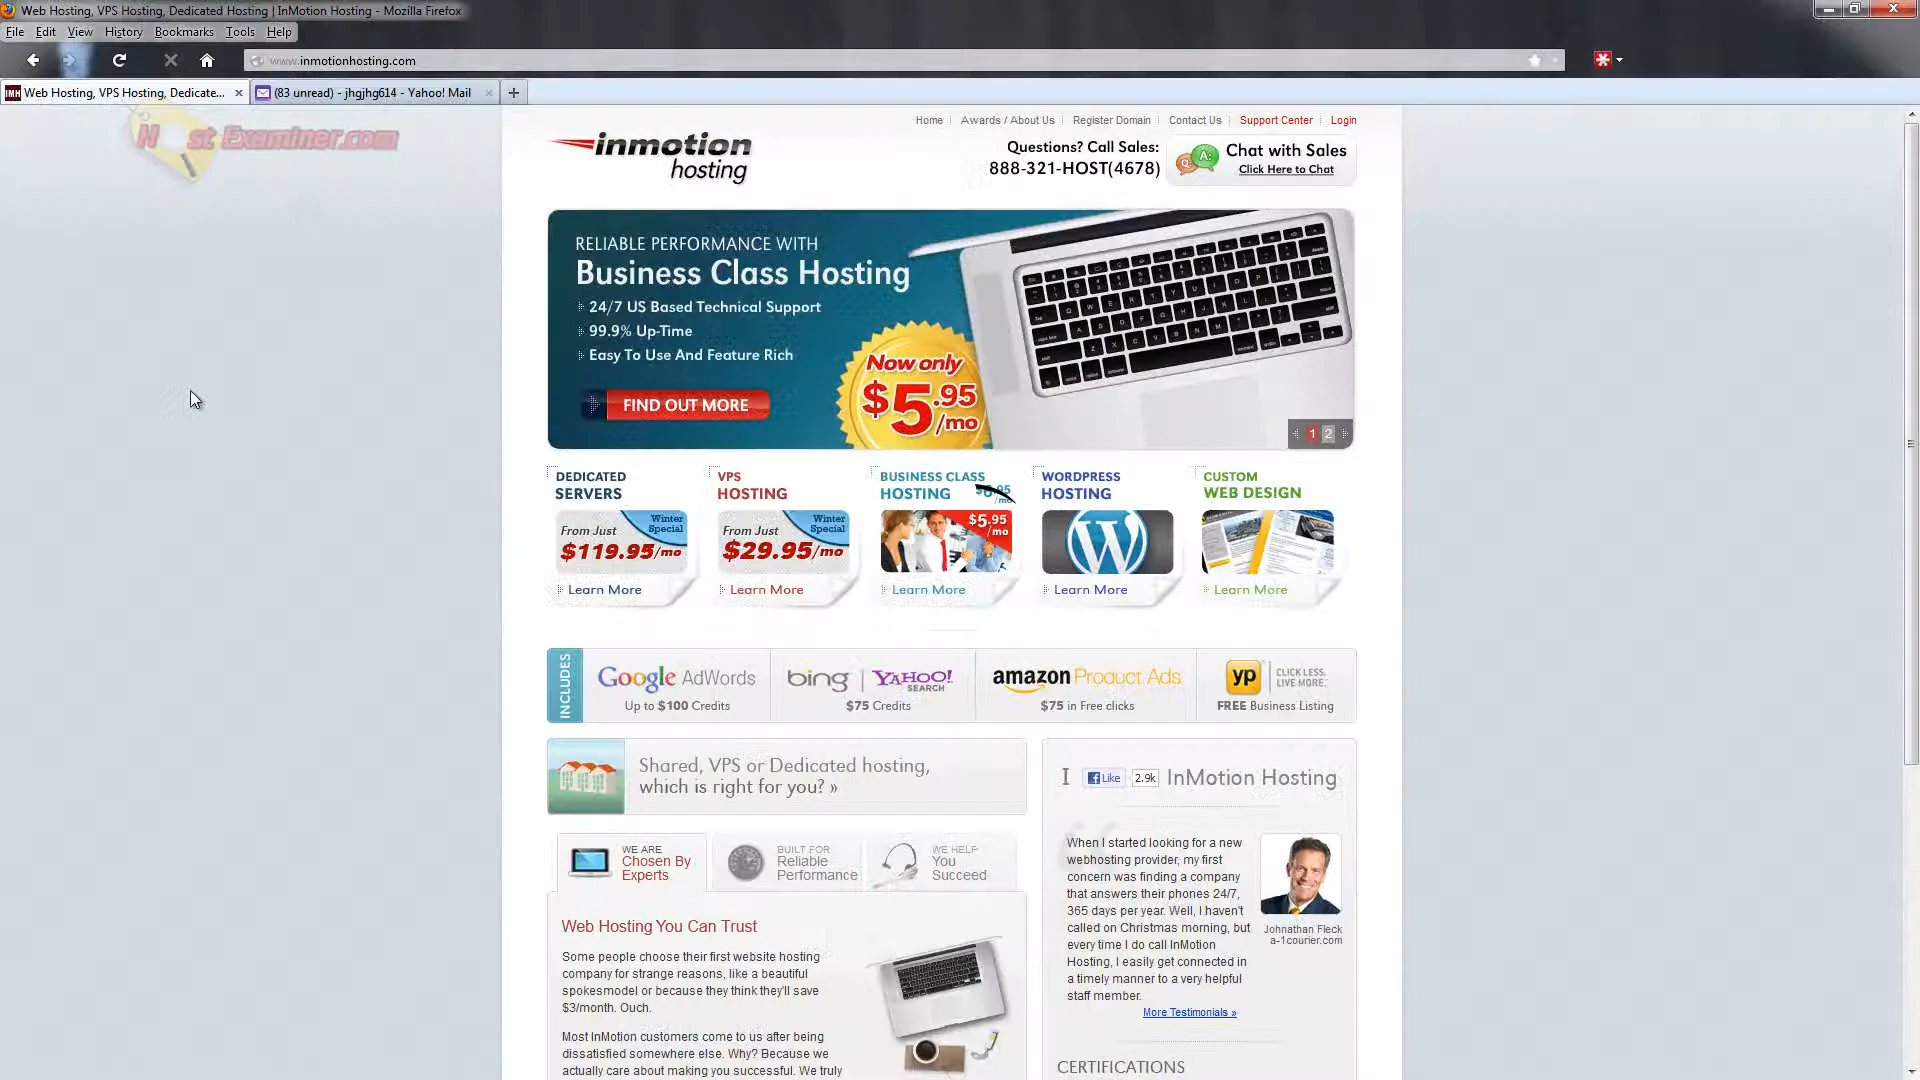 Web Hosting, VPS Hosting, Dedicated Hosting | InMotion Hosting - Mozilla Firefox
File Edit View History Bookmarks Tools Help
www.inmotionhosting.com
IMH Web Hosting, VPS Hosting, Dedicate...
(83 unread) - jhgjhg614 - Yahoo! Mail
HostExaminer.com
Home
Awards / About Us
Register Domain
Contact Us
Support Center
Login
inmotion
hosting
Questions? Call Sales:
888-321-HOST(4678)
Q: A:
Chat with Sales
Click Here to Chat
RELIABLE PERFORMANCE WITH
Business Class Hosting
24/7 US Based Technical Support
99.9% Up-Time
Easy To Use And Feature Rich
FIND OUT MORE
Now only
$5.95
/mo
1 2
DEDICATED
SERVERS
From Just
Winter
Special
$119.95/mo
Learn More
VPS
HOSTING
From Just
Winter
Special
$29.95/mo
Learn More
BUSINESS CLASS
HOSTING
$5.95
/mo
Learn More
WORDPRESS
HOSTING
Learn More
CUSTOM
WEB DESIGN
Learn More
INCLUDES
Google AdWords
Up to $100 Credits
bing | YAHOO!
SEARCH
$75 Credits
amazon Product Ads
$75 in Free clicks
yp
CLICK LESS.
LIVE MORE.
FREE Business Listing
Shared, VPS or Dedicated hosting,
which is right for you? »
I Like 2.9k InMotion Hosting
WE ARE
Chosen By
Experts
BUILT FOR
Reliable
Performance
WE HELP
You
Succeed
Web Hosting You Can Trust
Some people choose their first website hosting
company for strange reasons, like a beautiful
spokesmodel or because they think they'll save
$3/month. Ouch.
Most InMotion customers come to us after being
dissatisfied somewhere else. Why? Because we
actually care about making you successful. We truly
When I started looking for a new
webhosting provider, my first
concern was finding a company
that answers their phones 24/7,
365 days per year. Well, I haven't
called on Christmas morning, but
every time I do call InMotion
Hosting, I easily get connected in
a timely manner to a very helpful
staff member.
Johnathan Fleck
a-1courier.com
More Testimonials »
CERTIFICATIONS